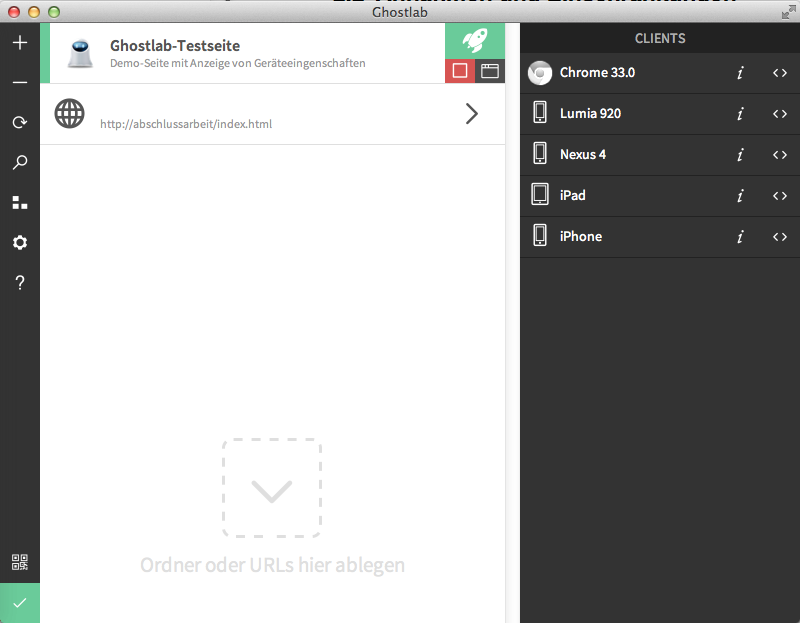 Ghostlab
Ghostlab-Testseite
Demo-Seite mit Anzeige von Geräteeingenschaften
http://abschlussarbeit/index.html
Ordner oder URLs hier ablegen
CLIENTS
Chrome 33.0
Lumia 920
Nexus 4
iPad
iPhone